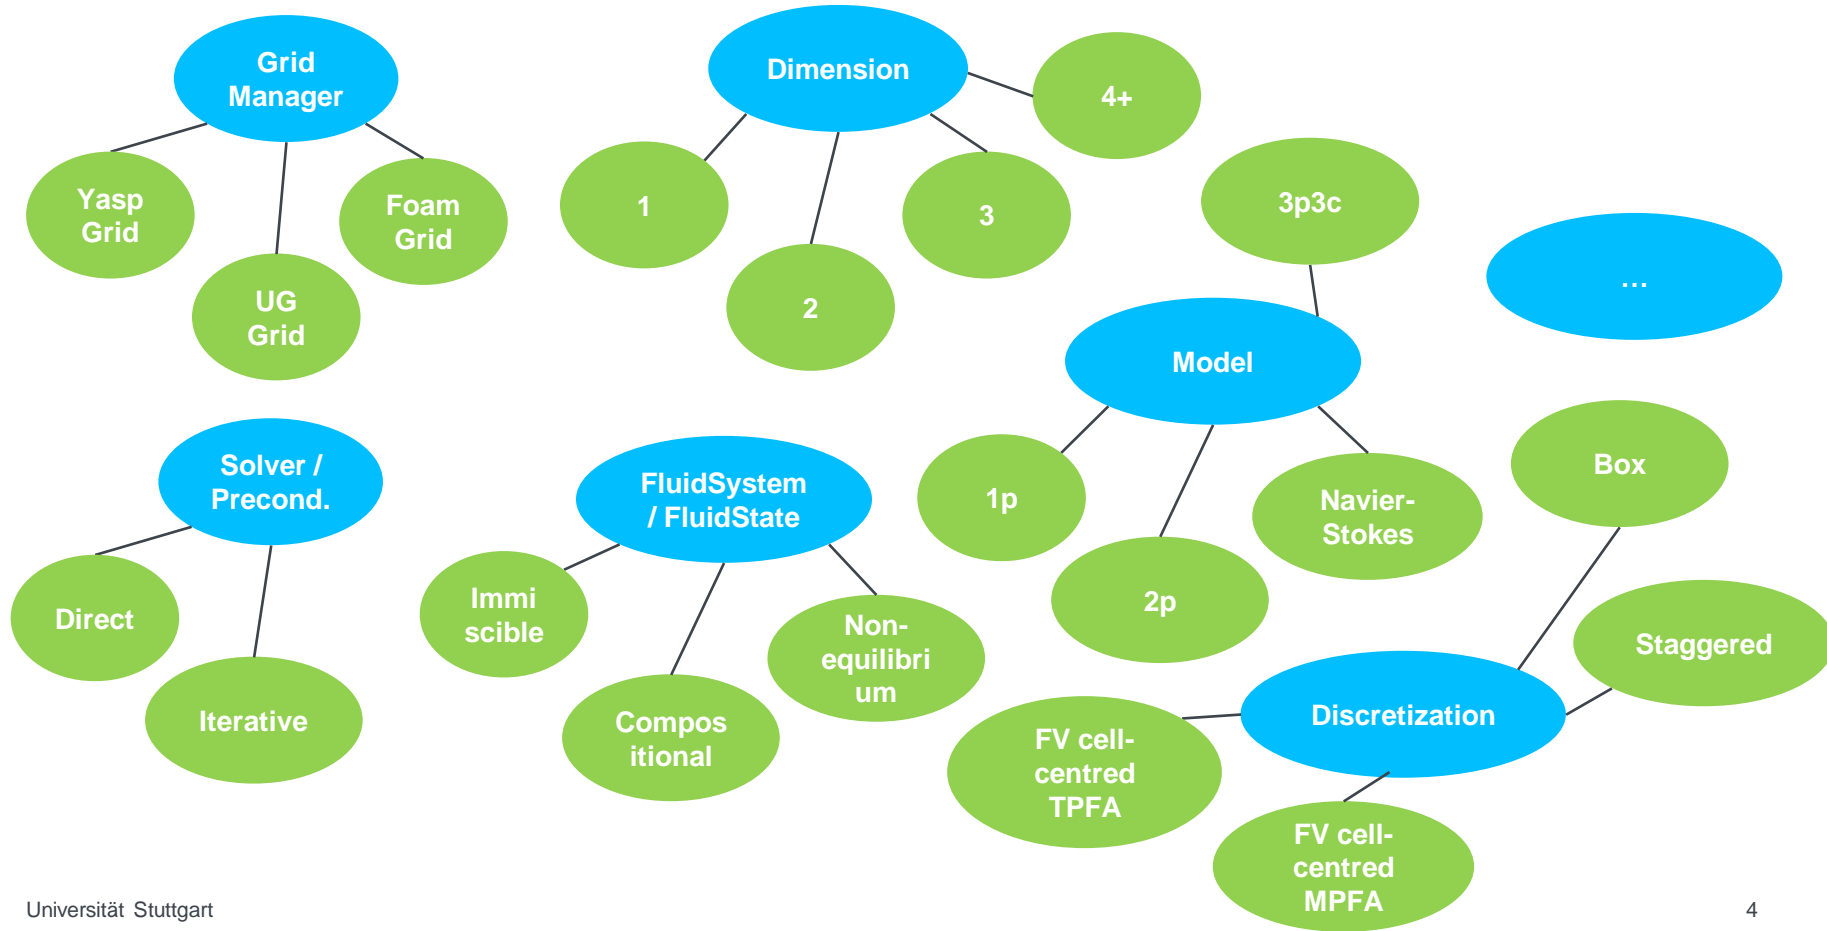 Grid
Manager
Yasp
Grid
UG
Grid
Foam
Grid
Dimension
1
2
3
4+
3p3c
Model
1p
2p
Navier-
Stokes
…
Solver /
Precond.
Direct
Iterative
FluidSystem
/ FluidState
Immi
scible
Compos
itional
Non-
equilibri
um
Box
Staggered
Discretization
FV cell-
centred
TPFA
FV cell-
centred
MPFA
Universität Stuttgart
4